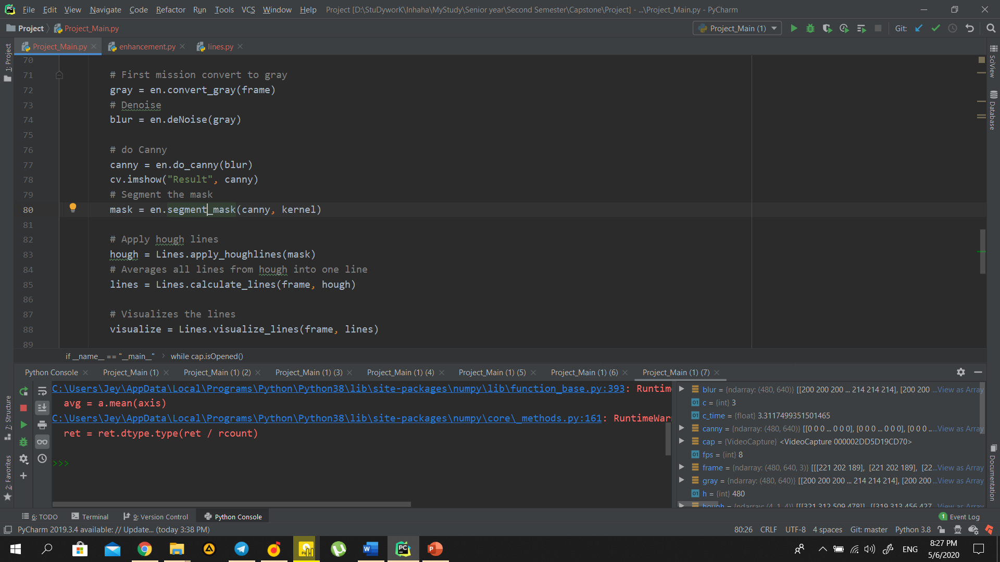 File Edit View Navigate Code Refactor Run Tools VCS Window Help Project [D:\StuDyworK\Inhaha\MyStudy\Senior year\Second Semester\Capstone\Project] - ...\Project_Main.py - PyCharm
Project Project_Main.py Project_Main (1) Git:
Project_Main.py enhancement.py lines.py
1: Project
SciView
Database
70
71 # First mission convert to gray
72 gray = en.convert_gray(frame)
73 # Denoise
74 blur = en.deNoise(gray)
75
76 # do Canny
77 canny = en.do_canny(blur)
78 cv.imshow("Result", canny)
79 # Segment the mask
80 mask = en.segment_mask(canny, kernel)
81
82 # Apply hough lines
83 hough = Lines.apply_houghlines(mask)
84 # Averages all lines from hough into one line
85 lines = Lines.calculate_lines(frame, hough)
86
87 # Visualizes the lines
88 visualize = Lines.visualize_lines(frame, lines)
89
if __name__ == "__main__" while cap.isOpened()
Python Console Project_Main (1) Project_Main (1) (2) Project_Main (1) (3) Project_Main (1) (4) Project_Main (1) (5) Project_Main (1) (6) Project_Main (1) (7)
C:\Users\Jey\AppData\Local\Programs\Python\Python38\lib\site-packages\numpy\lib\function_base.py:393: Runtim
avg = a.mean(axis)
C:\Users\Jey\AppData\Local\Programs\Python\Python38\lib\site-packages\numpy\core\_methods.py:161: RuntimeWar
ret = ret.dtype.type(ret / rcount)
>>>
blur = {ndarray: (480, 640)} [[200 200 200 ... 214 214 214], [200 200 ...View as Array
c = {int} 3
c_time = {float} 3.3117499351501465
canny = {ndarray: (480, 640)} [[0 0 0 ... 0 0 0], [0 0 0 ... 0 0 0], [0 0 0 ...View as Array
cap = {VideoCapture} <VideoCapture 000002DD5D19CD70>
fps = {int} 8
frame = {ndarray: (480, 640, 3)} [[[221 202 189], [221 202 189], [22...View as Array
gray = {ndarray: (480, 640)} [[200 200 200 ... 214 214 214], [200 200 ...View as Array
h = {int} 480
hough = {ndarray: (4, 1, 4)} [[[321 312 509 478]], [[319 313 456 427 ...View as Array
7: Structure
2: Favorites
Documentation
6: TODO Terminal 9: Version Control Python Console 1 Event Log
PyCharm 2019.3.4 available: // Update... (today 3:38 PM) 80:26 CRLF UTF-8 4 spaces Git: master Python 3.8
ENG 8:27 PM
5/6/2020